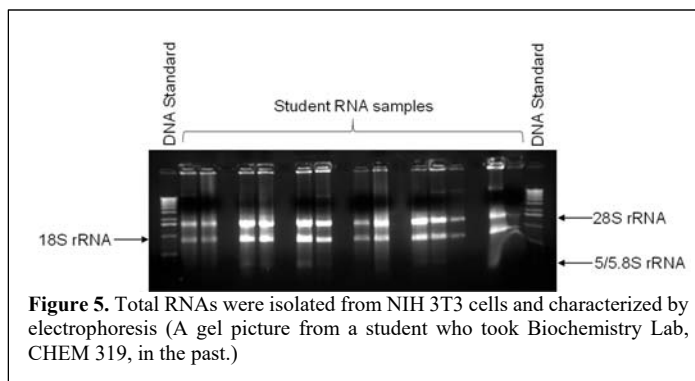 DNA Standard
Student RNA samples
DNA Standard
18S rRNA
28S rRNA
5/5.8S rRNA
Figure 5. Total RNAs were isolated from NIH 3T3 cells and characterized by
electrophoresis (A gel picture from a student who took Biochemistry Lab,
CHEM 319, in the past.)